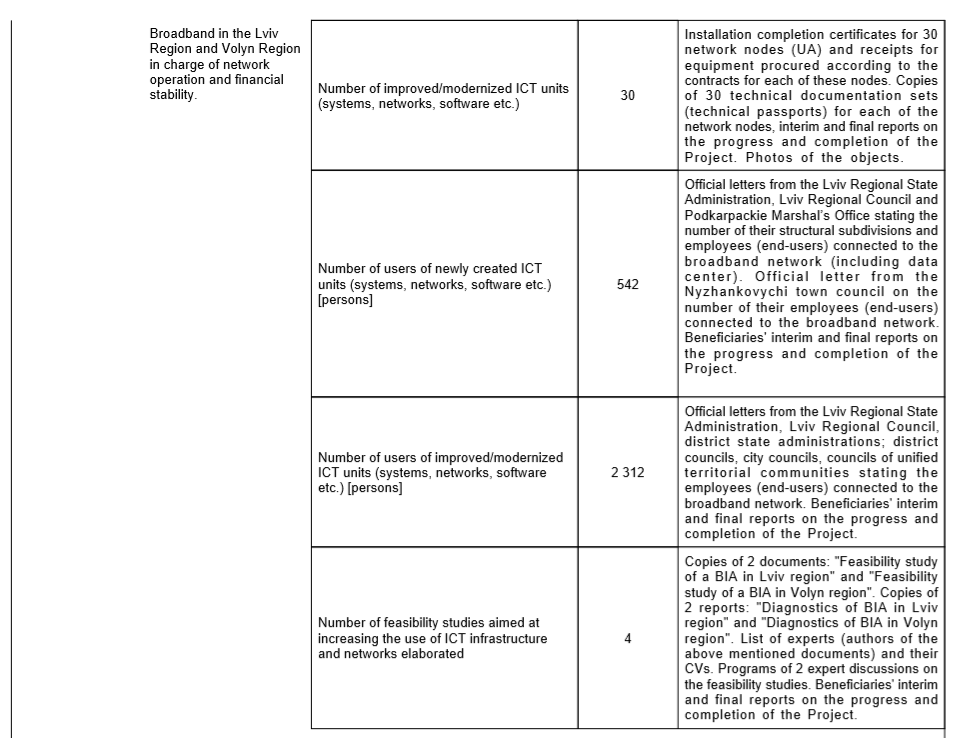 Broadband in the Lviv
Region and Volyn Region
in charge of network
operation and financial
stability.
Number of improved/modernized ICT units
(systems, networks, software etc.)
30
Installation completion certificates for 30
network nodes (UA) and receipts for
equipment procured according to the
contracts for each of these nodes. Copies
of 30 technical documentation sets
(technical passports) for each of the
network nodes, interim and final reports on
the progress and completion of the
Project. Photos of the objects.
Number of users of newly created ICT
units (systems, networks, software etc.)
[persons]
542
Official letters from the Lviv Regional State
Administration, Lviv Regional Council and
Podkarpackie Marshal's Office stating the
number of their structural subdivisions and
employees (end-users) connected to the
broadband network (including data
center). Official letter from the
Nyzhankovychi town council on the
number of their employees (end-users)
connected to the broadband network.
Beneficiaries' interim and final reports on
the progress and completion of the
Project.
Number of users of improved/modernized
ICT units (systems, networks, software
etc.) [persons]
2 312
Official letters from the Lviv Regional State
Administration, Lviv Regional Council,
district state administrations; district
councils, city councils, councils of unified
territorial communities stating the
employees (end-users) connected to the
broadband network. Beneficiaries' interim
and final reports on the progress and
completion of the Project.
Number of feasibility studies aimed at
increasing the use of ICT infrastructure
and networks elaborated
4
Copies of 2 documents: "Feasibility study
of a BIA in Lviv region" and "Feasibility
study of a BIA in Volyn region". Copies of
2 reports: "Diagnostics of BIA in Lviv
region" and "Diagnostics of BIA in Volyn
region". List of experts (authors of the
above mentioned documents) and their
CVs. Programs of 2 expert discussions on
the feasibility studies. Beneficiaries' interim
and final reports on the progress and
completion of the Project.